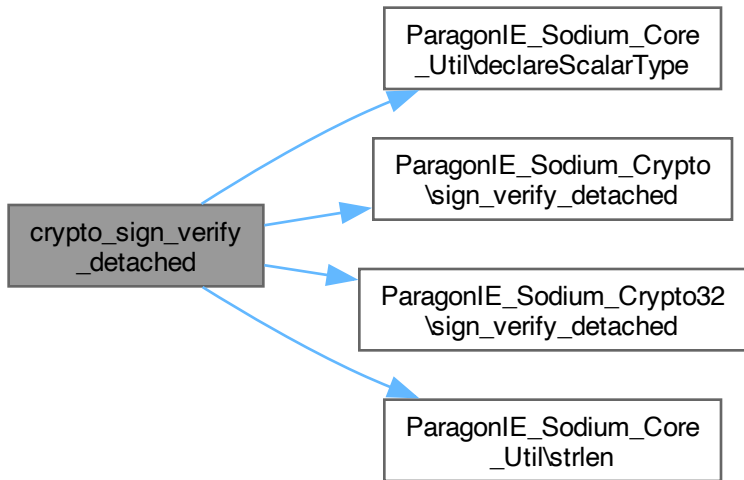 crypto_sign_verify
_detached
ParagonIE_Sodium_Core
_Util\declareScalarType
ParagonIE_Sodium_Crypto
\sign_verify_detached
ParagonIE_Sodium_Crypto32
\sign_verify_detached
ParagonIE_Sodium_Core
_Util\strlen